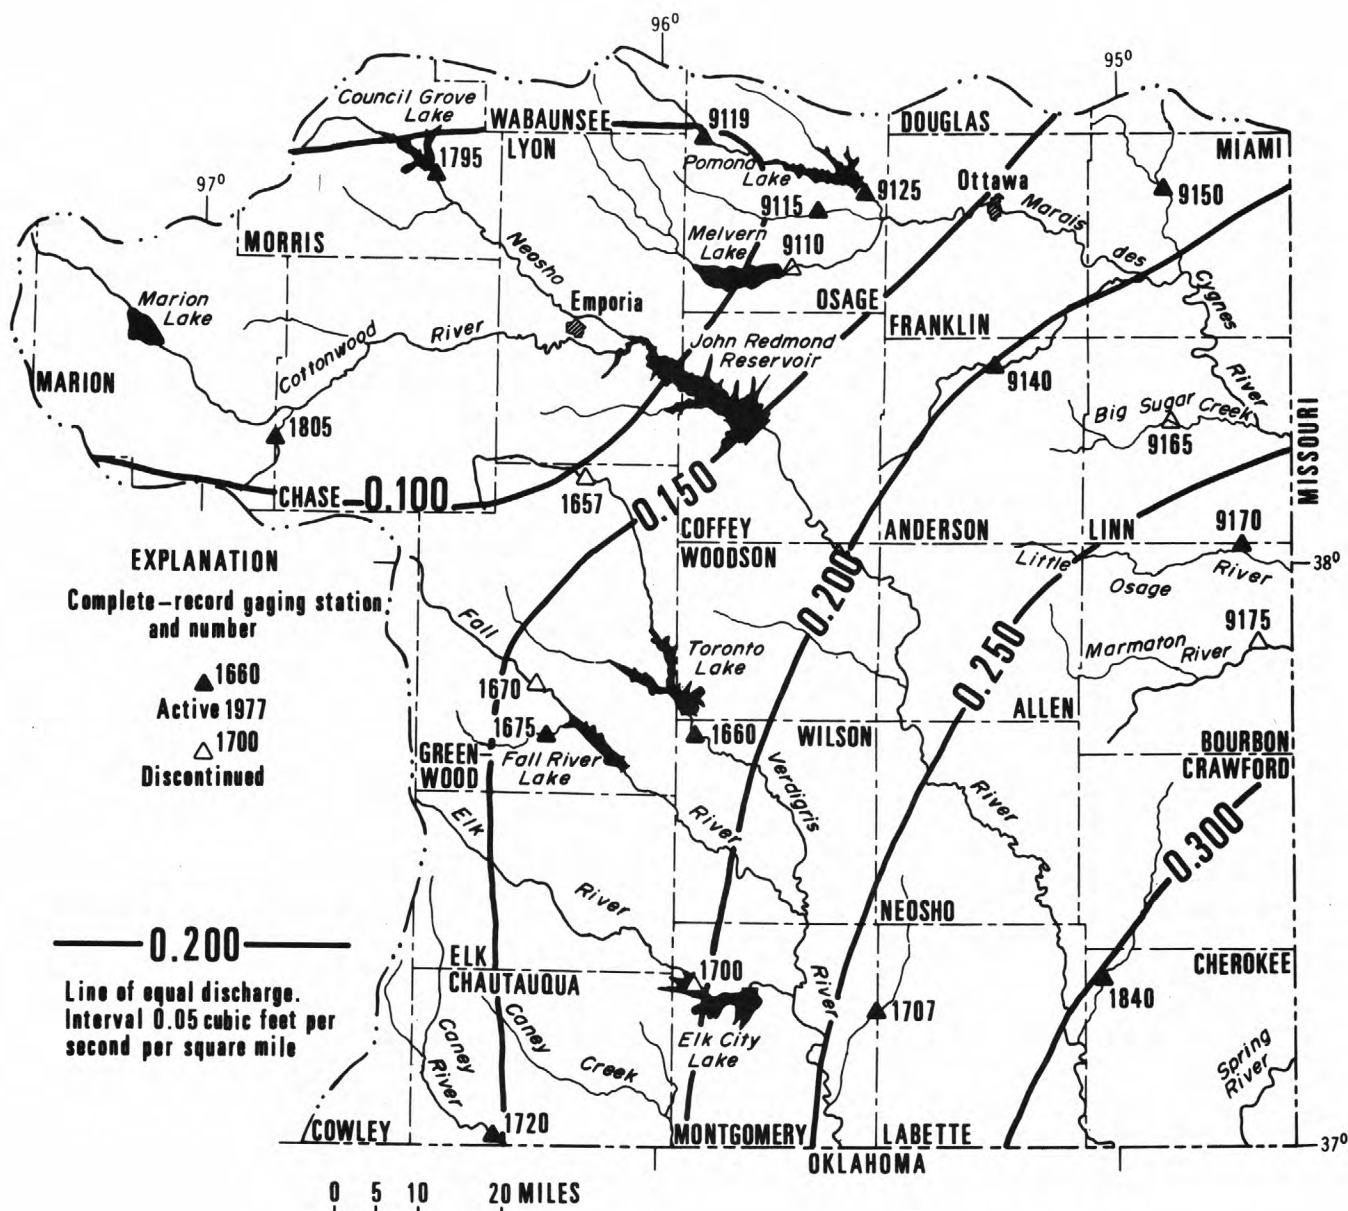 96°
95°
Council Grove
Lake
WABAUNSEE
9119
DOUGLAS
LYON
MIAMI
1795
Pomona
Lake
97°
9125
Ottawa
9150
9115
Marais
MORRIS
Neosho
Melvern
Lake
9110
des
Cygnes
Marion
Lake
Emporia
OSAGE
FRANKLIN
Cottonwood
River
John Redmond
Reservoir
River
MARION
9140
Big Sugar Creek
9165
MISSOURI
1805
CHASE
0.100
1657
0.150
COFFEY
ANDERSON
LINN
9170
WOODSON
EXPLANATION
Little
Osage
River
38°
Complete-record gaging station
and number
Fall
0.200
9175
1660
Active 1977
Toronto
Lake
0.250
Marmaton
River
1670
1700
Discontinued
1675
1660
ALLEN
GREEN-
WOOD
Fall River
Lake
WILSON
BOURBON
CRAWFORD
Verdigris
Elk
River
River
0.300
River
NEOSHO
0.200
ELK
CHAUTAUQUA
1700
CHEROKEE
Line of equal discharge.
Interval 0.05 cubic feet per
second per square mile
River
1707
1840
Elk City
Lake
Caney
River
Caney
Creek
Spring
River
1720
COWLEY
MONTGOMERY
LABETTE
37°
OKLAHOMA
0 5 10 20 MILES